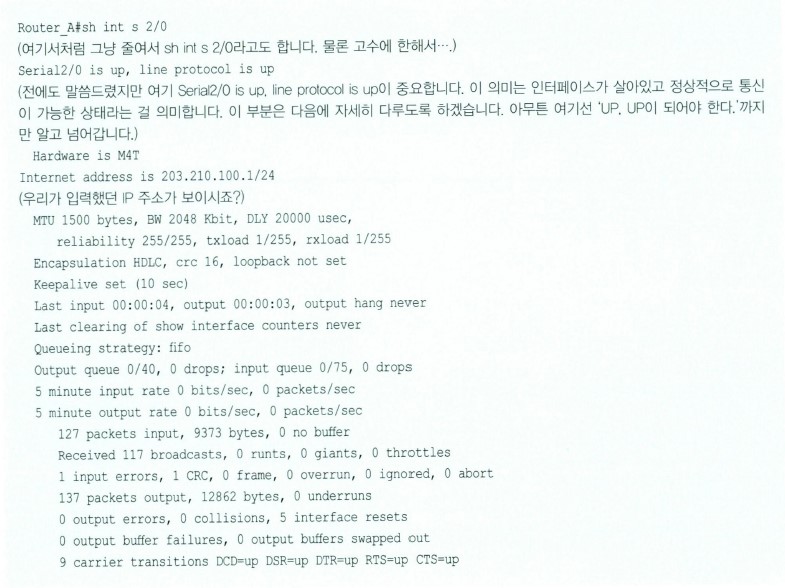 Router_A#sh int s 2/0
(여기서처럼 그냥 줄여서 sh int s 2/0라고도 합니다. 물론 고수에 한해서….)
Serial2/0 is up, line protocol is up
(전에도 말씀드렸지만 여기 Serial2/0 is up, line protocol is up이 중요합니다. 이 의미는 인터페이스가 살아있고 정상적으로 통신
이 가능한 상태라는 걸 의미합니다. 이 부분은 다음에 자세히 다루도록 하겠습니다. 아무튼 여기선 ‘UP, UP이 되어야 한다.’까지
만 알고 넘어갑니다.)
Hardware is M4T
Internet address is 203.210.100.1/24
(우리가 입력했던 IP 주소가 보이시죠?)
MTU 1500 bytes, BW 2048 Kbit, DLY 20000 usec,
reliability 255/255, txload 1/255, rxload 1/255
Encapsulation HDLC, crc 16, loopback not set
Keepalive set (10 sec)
Last input 00:00:04, output 00:00:03, output hang never
Last clearing of show interface counters never
Queueing strategy: fifo
Output queue 0/40, 0 drops; input queue 0/75, 0 drops
5 minute input rate 0 bits/sec, 0 packets/sec
5 minute output rate 0 bits/sec, 0 packets/sec
127 packets input, 9373 bytes, 0 no buffer
Received 117 broadcasts, 0 runts, 0 giants, 0 throttles
1 input errors, 1 CRC, 0 frame, 0 overrun, 0 ignored, 0 abort
137 packets output, 12862 bytes, 0 underruns
0 output errors, 0 collisions, 5 interface resets
0 output buffer failures, 0 output buffers swapped out
9 carrier transitions DCD=up DSR=up DTR=up RTS=up CTS=up